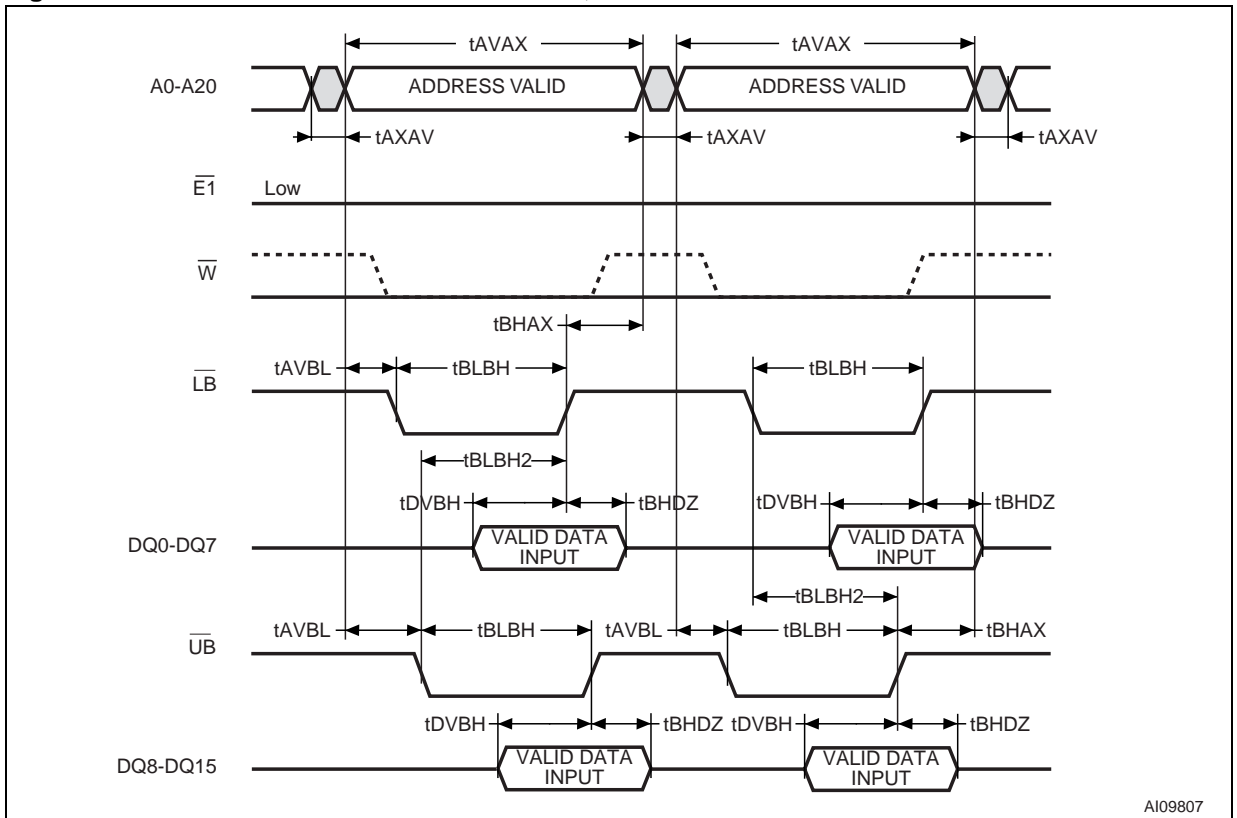 tAVAX tAVAX
A0-A20 ADDRESS VALID ADDRESS VALID
tAXAV tAXAV tAXAV
E1 Low
W
tBHAX
tAVBL tBLBH tBLBH
LB
tBLBH2
tDVBH tBHDZ tDVBH tBHDZ
DQ0-DQ7 VALID DATA INPUT VALID DATA INPUT
tBLBH2
tAVBL tBLBH tAVBL tBLBH tBHAX
UB
tDVBH tBHDZ tDVBH tBHDZ
DQ8-DQ15 VALID DATA INPUT VALID DATA INPUT
AI09807